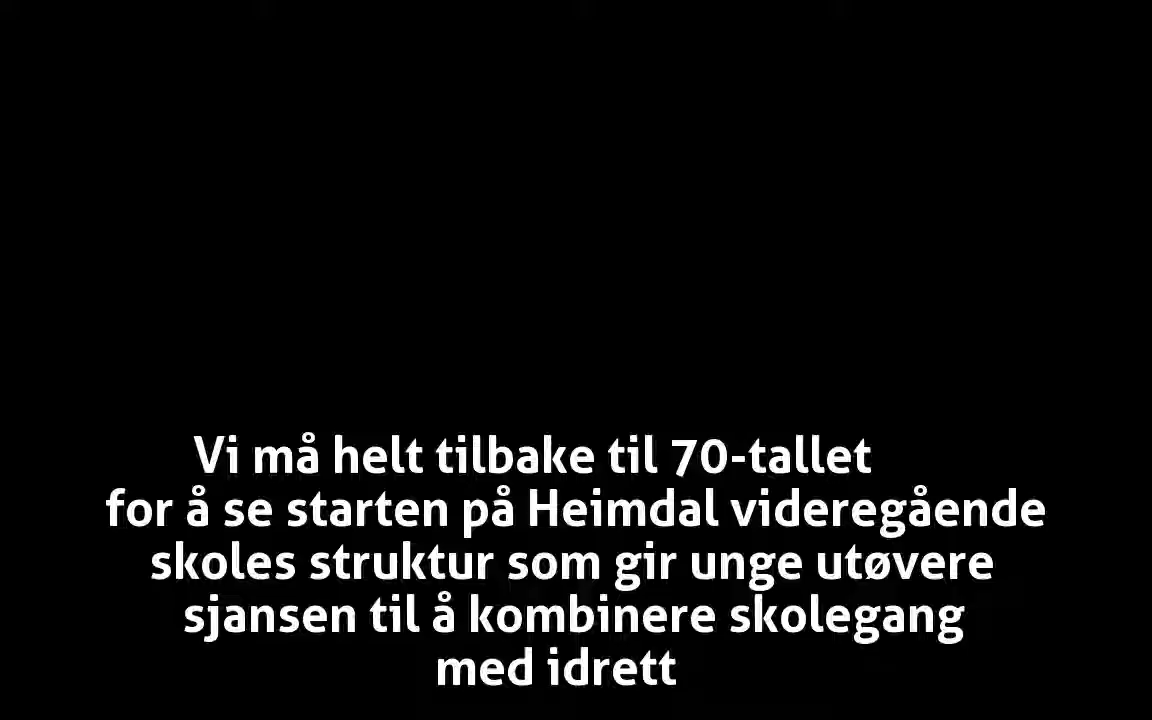 Vi må helt tilbake til 70-tallet
for å se starten på Heimdal videregående
skoles struktur som gir unge utøvere
sjansen til å kombinere skolegang
med idrett